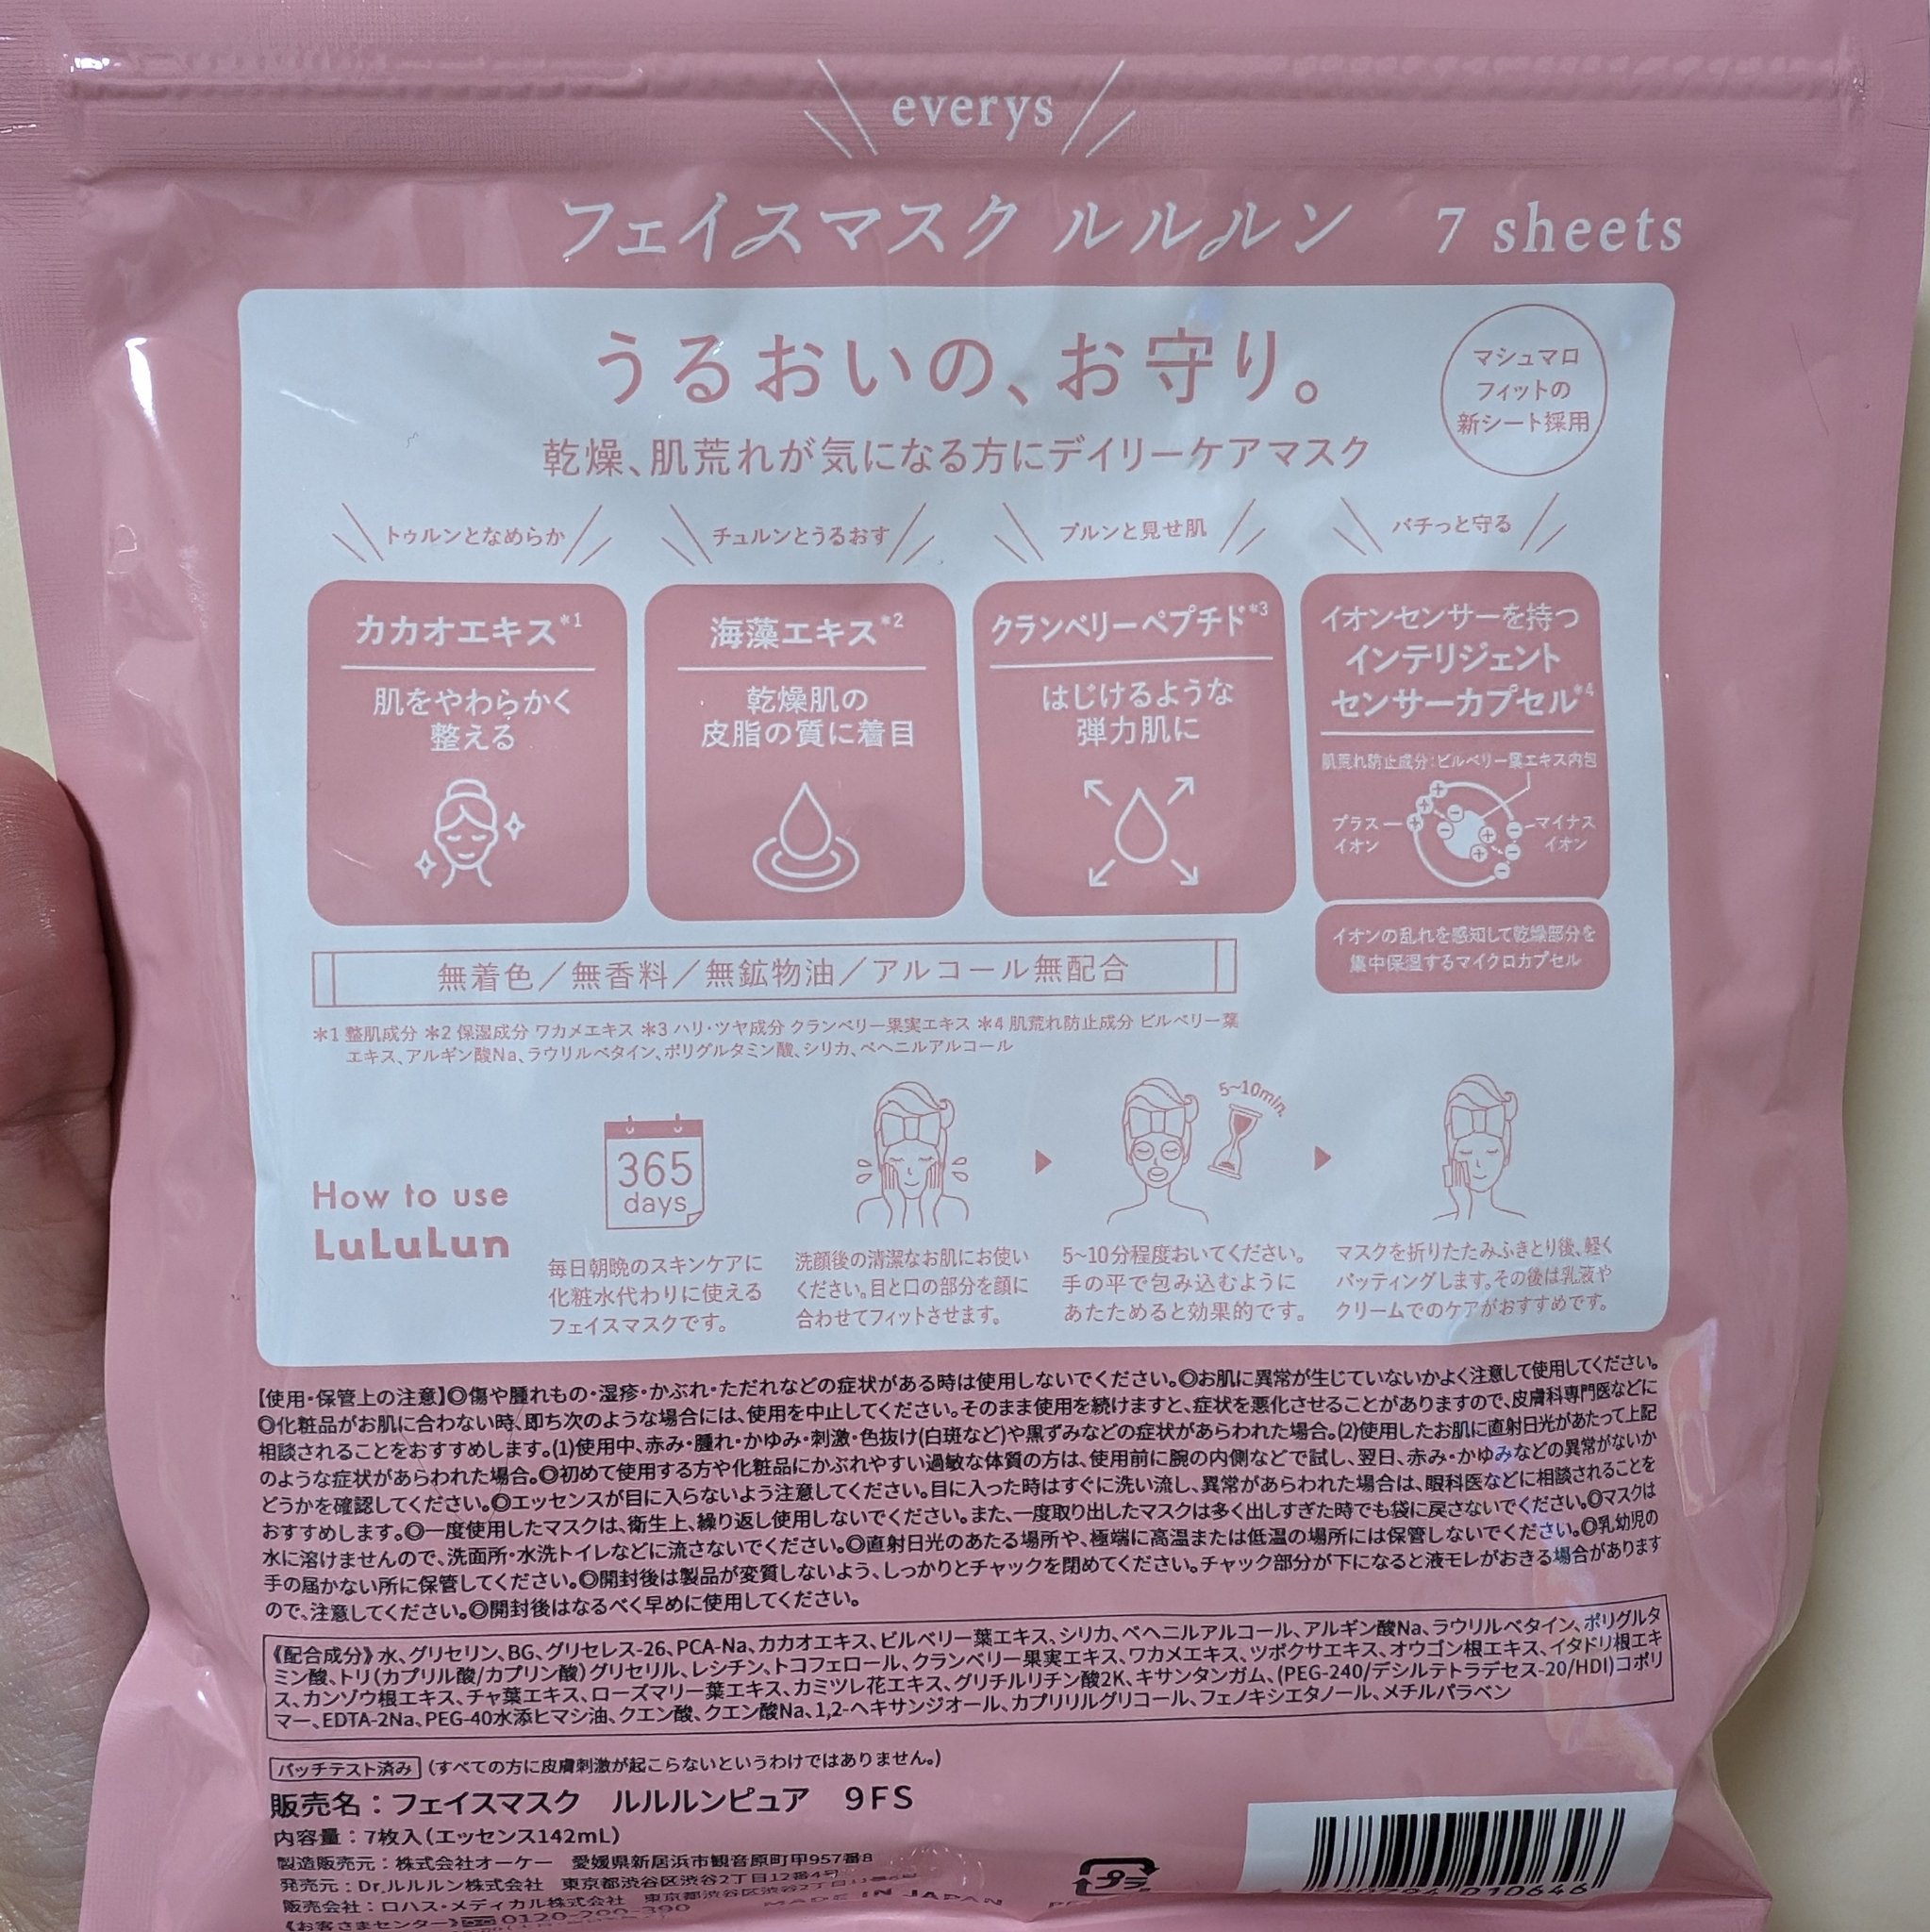 everys
フェイスマスク ルルルン 7 sheets
うるおいの、お守り。
マシュマロ
フィットの
新シート採用
乾燥、肌荒れが気になる方にデイリーケアマスク
トゥルンとなめらか
カカオエキス*1
肌をやわらかく
整える
チュルンとうるおす
海藻エキス*2
乾燥肌の
皮脂の質に着目
プルンと見せ肌
クランベリーペプチド*3
はじけるような
弾力肌に
バチっと守る
イオンセンサーを持つ
インテリジェント
センサーカプセル*4
肌荒れ防止成分:ビルベリー葉エキス内包
プラス
イオン
マイナス
イオン
イオンの乱れを感知して乾燥部分を
集中保湿するマイクロカプセル
無着色/無香料/無鉱物油/アルコール無配合
*1 整肌成分 *2 保湿成分 ワカメエキス *3 ハリ・ツヤ成分 クランベリー果実エキス *4 肌荒れ防止成分 ビルベリー葉
エキス、アルギン酸Na、ラウリルベタイン、ポリグルタミン酸、シリカ、ベヘニルアルコール
How to use
LuLuLun
365
days
毎日朝晩のスキンケアに
化粧水代わりに使える
フェイスマスクです。
洗顔後の清潔なお肌にお使い
ください。目と口の部分を顔に
合わせてフィットさせます。
5~10min.
5~10分程度おいてください。
手の平で包み込むように
あたためると効果的です。
マスクを折りたたみふきとり後、軽く
パッティングします。その後は乳液や
クリームでのケアがおすすめです。
【使用・保管上の注意】◎傷や腫れもの・湿疹・かぶれ・ただれなどの症状がある時は使用しないでください。◎お肌に異常が生じていないかよく注意して使用してください。
◎化粧品がお肌に合わない時、即ち次のような場合には、使用を中止してください。そのまま使用を続けますと、症状を悪化させることがありますので、皮膚科専門医などに
相談されることをおすすめします。(1)使用中、赤み・腫れ・かゆみ・刺激・色抜け(白斑など)や黒ずみなどの症状があらわれた場合。(2)使用したお肌に直射日光があたって上記
のような症状があらわれた場合。◎初めて使用する方や化粧品にかぶれやすい過敏な体質の方は、使用前に腕の内側などで試し、翌日、赤み・かゆみなどの異常がないか
どうかを確認してください。◎エッセンスが目に入らないよう注意してください。目に入った時はすぐに洗い流し、異常があらわれた場合は、眼科医などに相談されることを
おすすめします。◎一度使用したマスクは、衛生上、繰り返し使用しないでください。また、一度取り出したマスクは多く出しすぎた時でも袋に戻さないでください。◎マスクは
水に溶けませんので、洗面所・水洗トイレなどに流さないでください。◎直射日光のあたる場所や、極端に高温または低温の場所には保管しないでください。◎乳幼児の
手の届かない所に保管してください。◎開封後は製品が変質しないよう、しっかりとチャックを閉めてください。チャック部分が下になると液モレがおきる場合があります
ので、注意してください。◎開封後はなるべく早めに使用してください。
《配合成分》水、グリセリン、BG、グリセレス-26、PCA-Na、カカオエキス、ビルベリー葉エキス、シリカ、ベヘニルアルコール、アルギン酸Na、ラウリルベタイン、ポリグルタ
ミン酸、トリ(カプリル酸/カプリン酸)グリセリル、レシチン、トコフェロール、クランベリー果実エキス、ワカメエキス、ツボクサエキス、オウゴン根エキス、イタドリ根エキ
ス、カンゾウ根エキス、チャ葉エキス、ローズマリー葉エキス、カミツレ花エキス、グリチルリチン酸2K、キサンタンガム、(PEG-240/デシルテトラデセス-20/HDI)コポリ
マー、EDTA-2Na、PEG-40水添ヒマシ油、クエン酸、クエン酸Na、1,2-ヘキサンジオール、カプリリルグリコール、フェノキシエタノール、メチルパラベン
パッチテスト済み (すべての方に皮膚刺激が起こらないというわけではありません。)
販売名:フェイスマスク ルルルンピュア 9FS
内容量:7枚入(エッセンス142mL)
製造販売元:株式会社オーケー 愛媛県新居浜市観音原町甲957番8
発売元:Dr.ルルルン株式会社 東京都渋谷区渋谷2丁目12番4号
販売会社:ロハス・メディカル株式会社 東京都渋谷区渋谷2丁目
《お客さまセンター》 0120-200-390
MADE IN JAPAN
プラ
010646